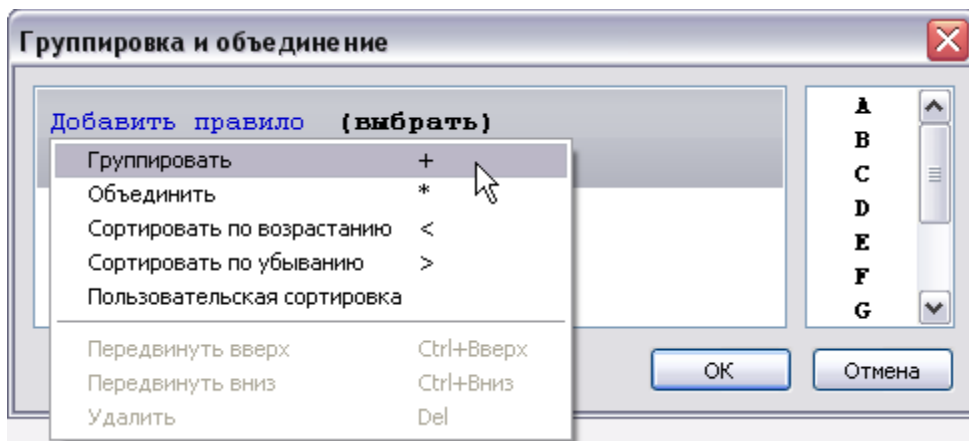 Группировка и объединение
Добавить правило (выбрать)
Группировать +
Объединить *
Сортировать по возрастанию <
Сортировать по убыванию >
Пользовательская сортировка
Передвинуть вверх Ctrl+Вверх
Передвинуть вниз Ctrl+Вниз
Удалить Del
A
B
C
D
E
F
G
OK
Отмена